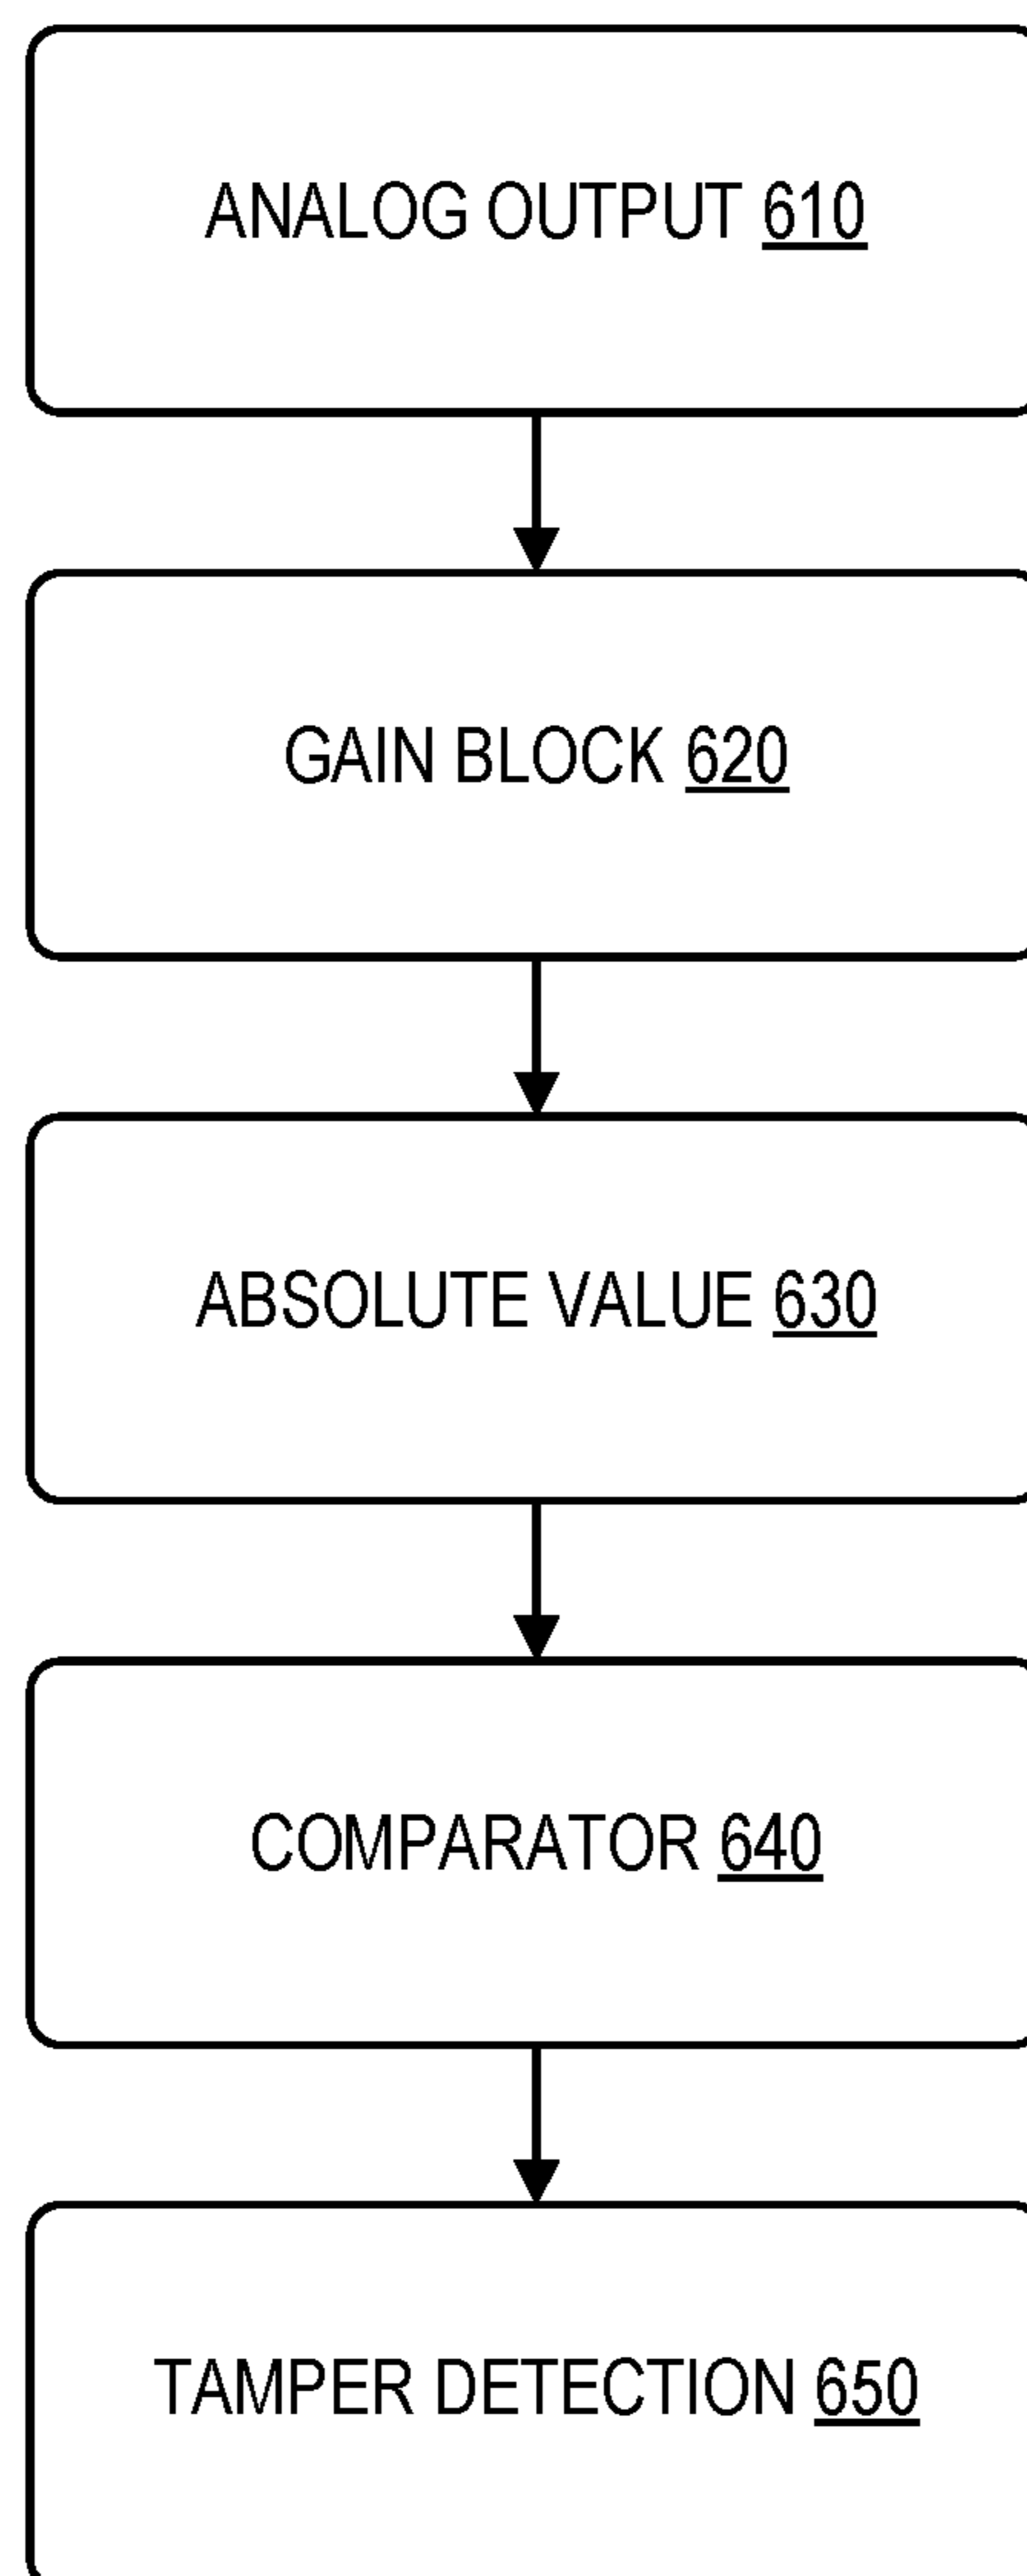 ANALOG OUTPUT 610
GAIN BLOCK 620
ABSOLUTE VALUE 630
COMPARATOR 640
TAMPER DETECTION 650